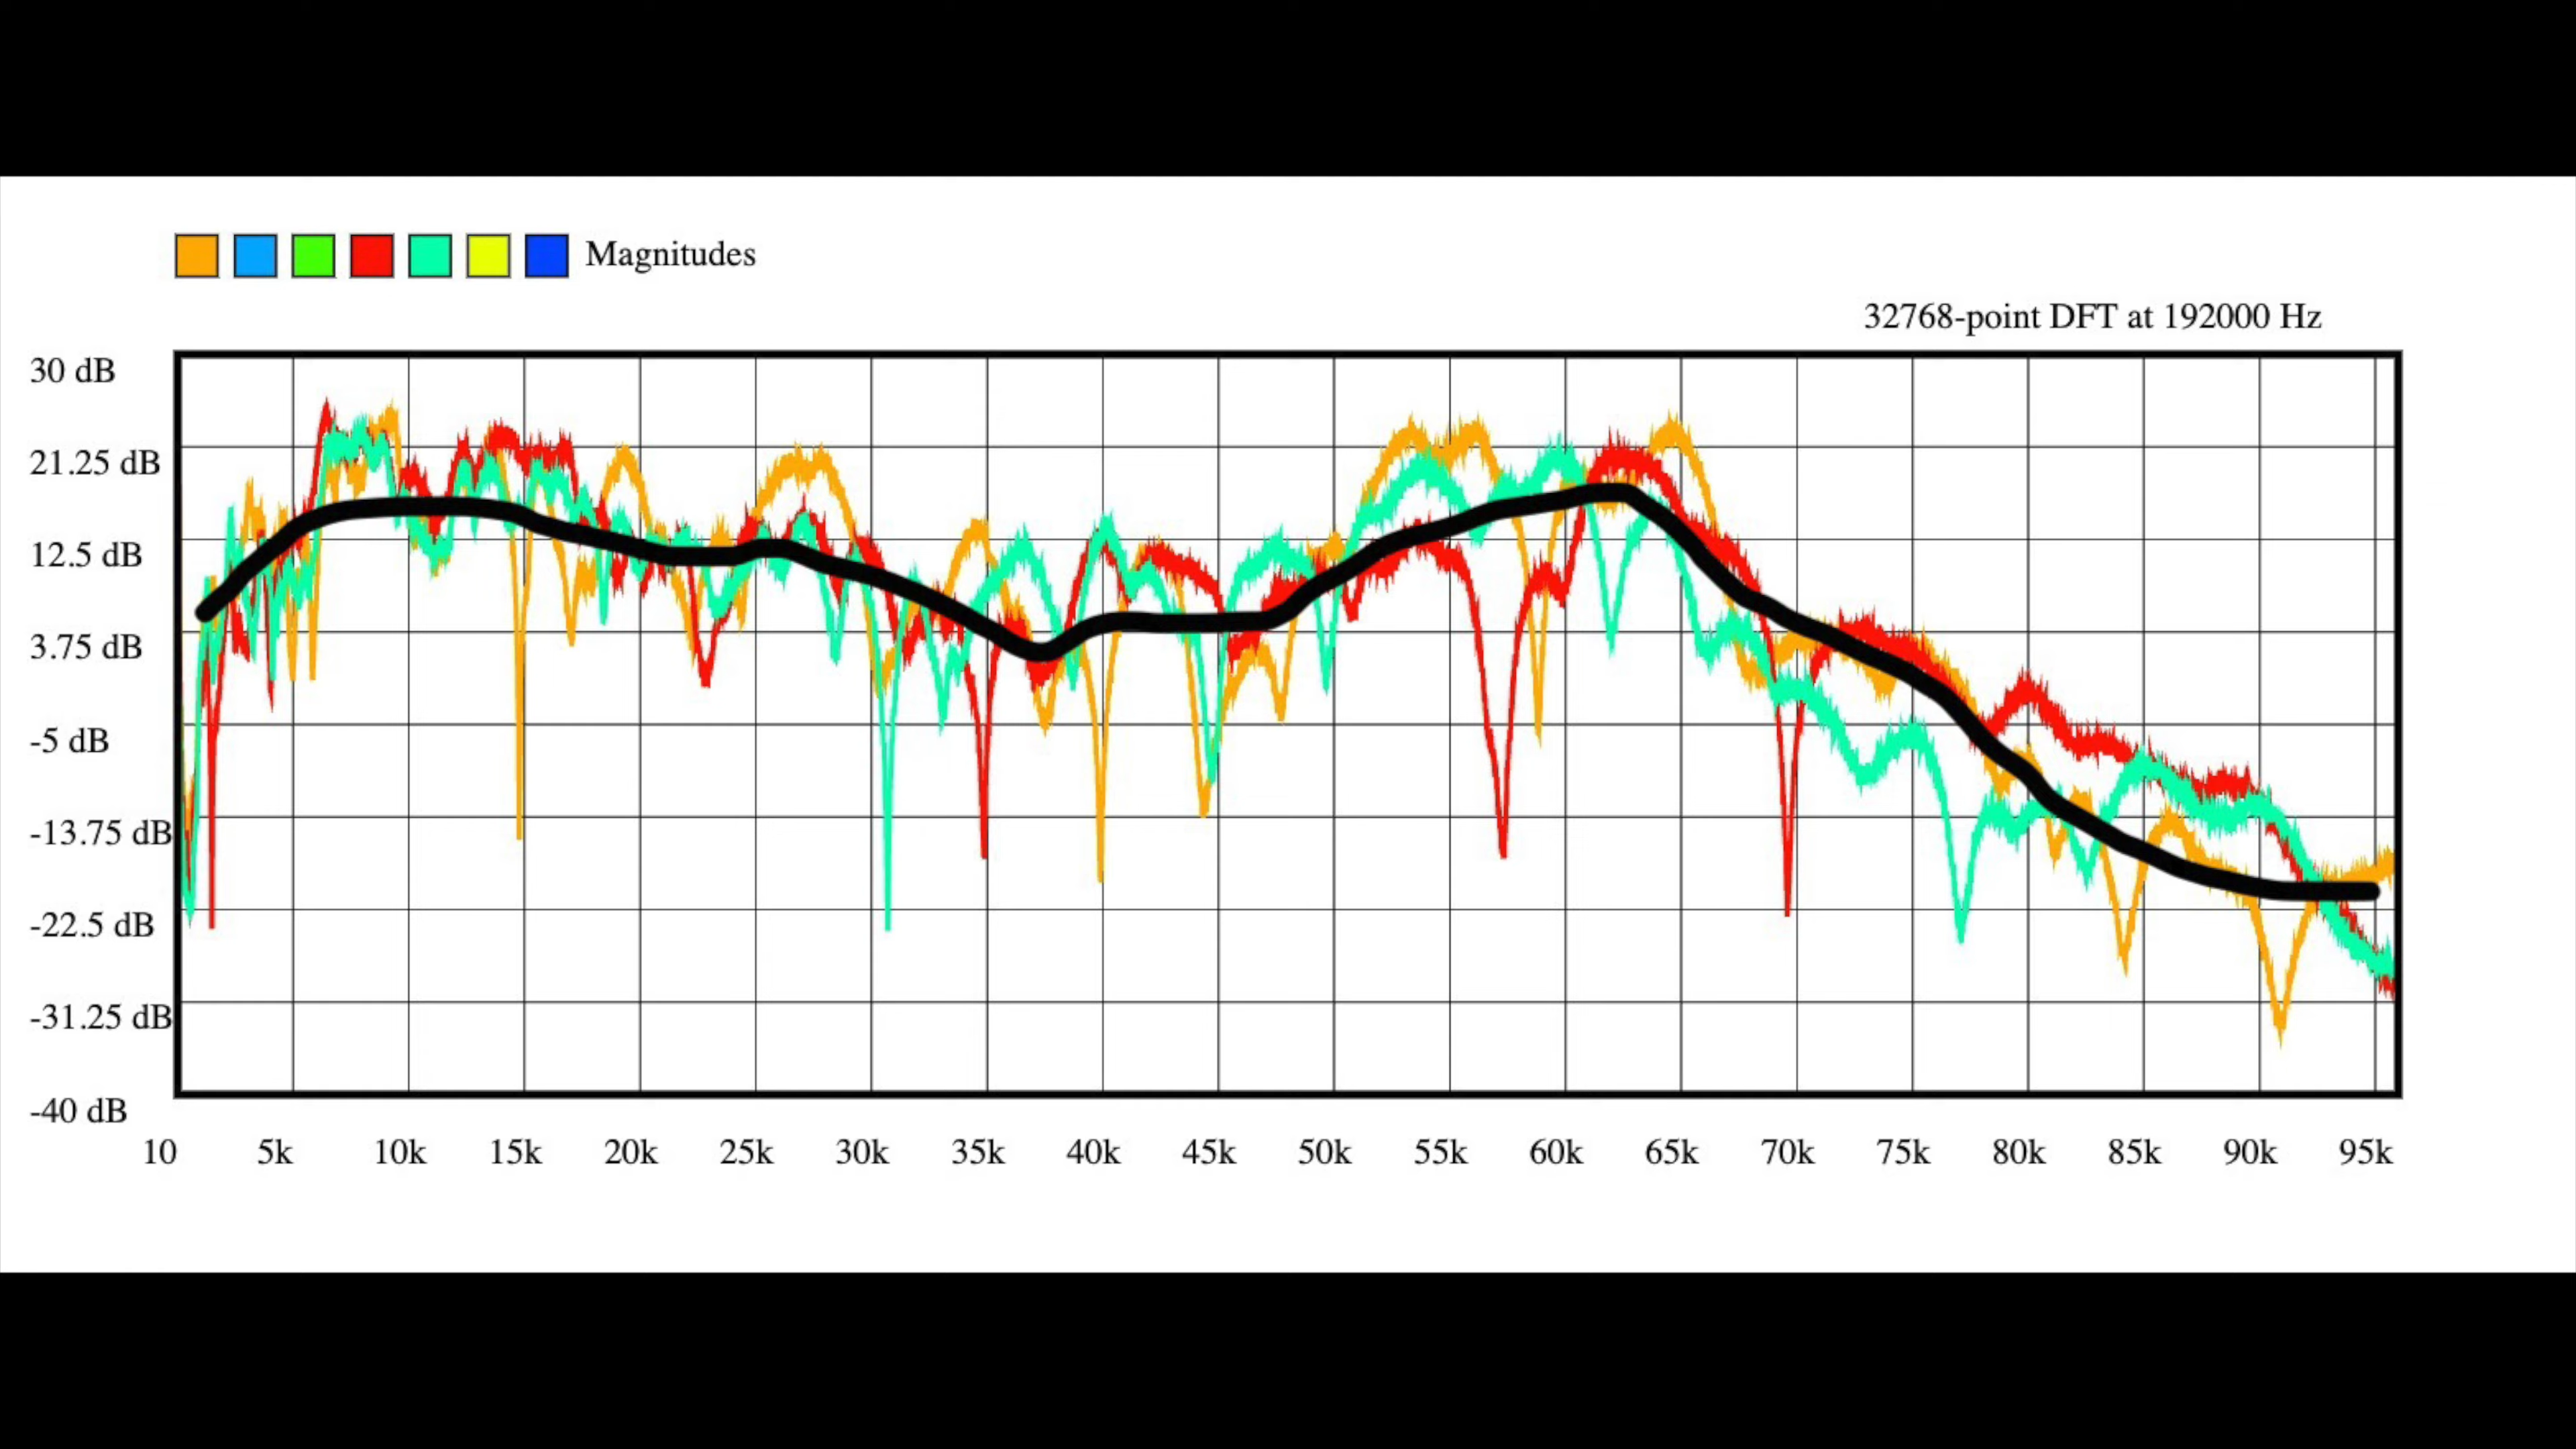 Magnitudes
32768-point DFT at 192000 Hz
30 dB
21.25 dB
12.5 dB
3.75 dB
-5 dB
-13.75 dB
-22.5 dB
-31.25 dB
-40 dB
10 5k 10k 15k 20k 25k 30k 35k 40k 45k 50k 55k 60k 65k 70k 75k 80k 85k 90k 95k